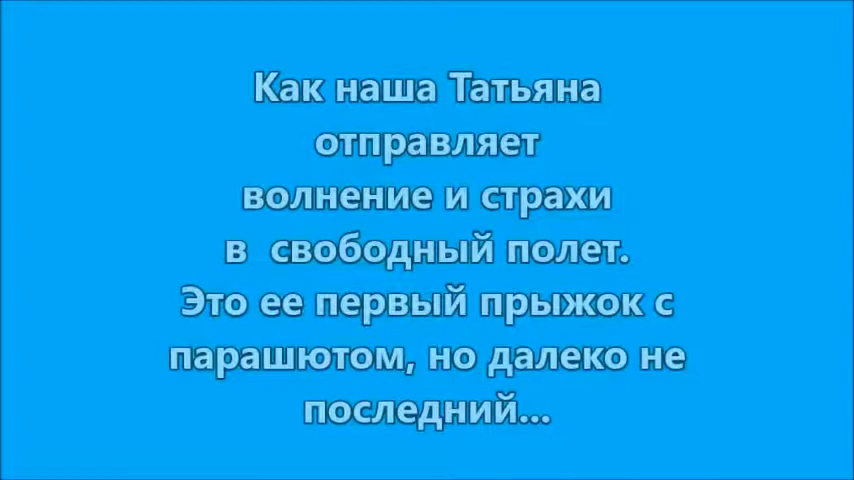 Как наша Татьяна
отправляет
волнение и страхи
в свободный полет.
Это ее первый прыжок с
парашютом, но далеко не
последний...